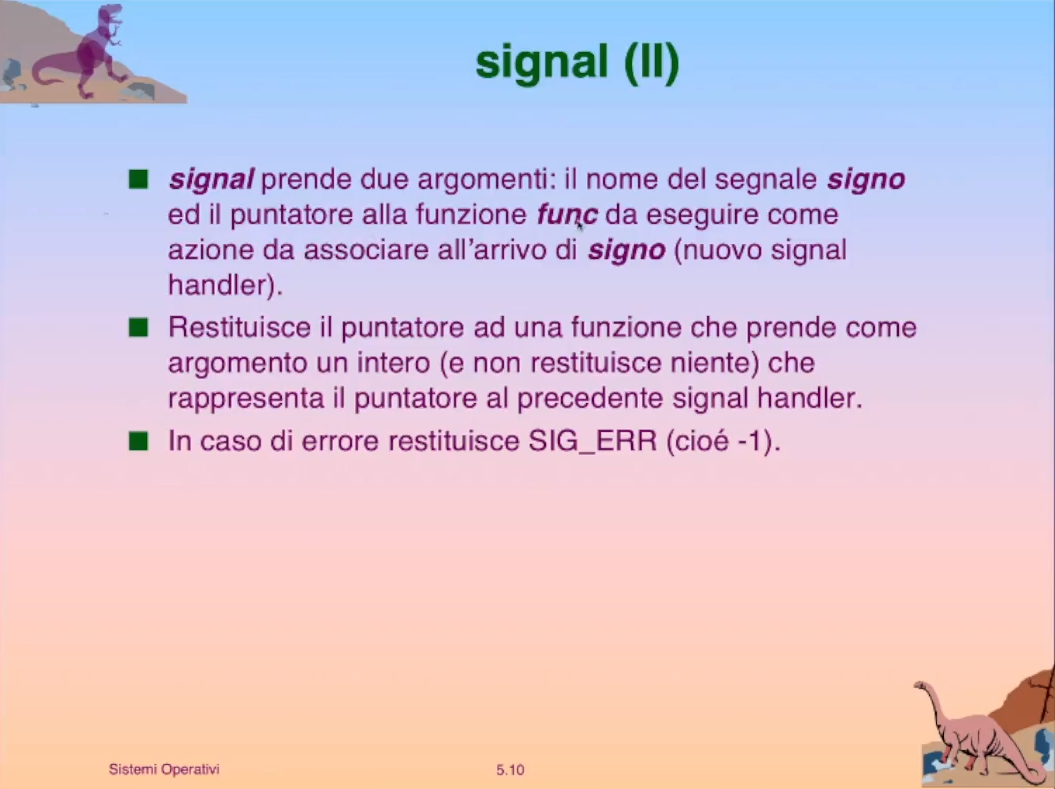 signal (II)
■ signal prende due argomenti: il nome del segnale signo
ed il puntatore alla funzione func da eseguire come
azione da associare all'arrivo di signo (nuovo signal
handler).
■ Restituisce il puntatore ad una funzione che prende come
argomento un intero (e non restituisce niente) che
rappresenta il puntatore al precedente signal handler.
■ In caso di errore restituisce SIG_ERR (cioé -1).
Sistemi Operativi
5.10